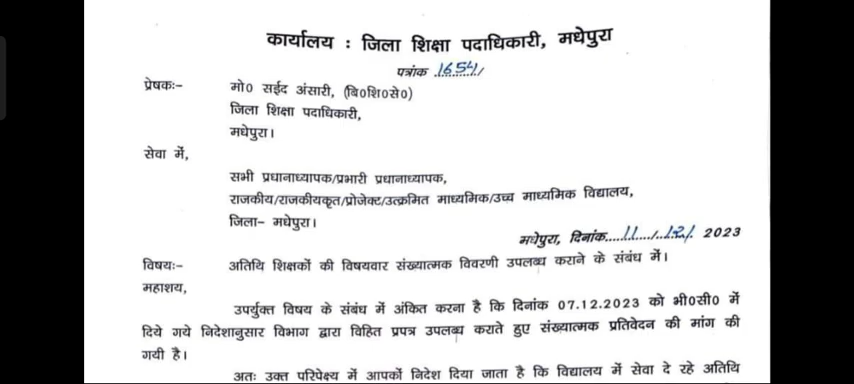 कार्यालय : जिला शिक्षा पदाधिकारी, मधेपुरा
पत्रांक 1654/
प्रेषकः- मो0 सईद अंसारी, (बि0शि0से0)
जिला शिक्षा पदाधिकारी,
मधेपुरा।
सेवा में,
सभी प्रधानाध्यापक/प्रभारी प्रधानाध्यापक,
राजकीय/राजकीयकृत/प्रोजेक्ट/उत्क्रमित माध्यमिक/उच्च माध्यमिक विद्यालय,
जिला- मधेपुरा।
मधेपुरा, दिनांक...11.../...12/. 2023
विषयः- अतिथि शिक्षकों की विषयवार संख्यात्मक विवरणी उपलब्ध कराने के संबंध में।
महाशय,
उपर्युक्त विषय के संबंध में अंकित करना है कि दिनांक 07.12.2023 को भी0सी0 में
दिये गये निदेशानुसार विभाग द्वारा विहित प्रपत्र उपलब्ध कराते हुए संख्यात्मक प्रतिवेदन की मांग की
गयी है।
अतः उक्त परिपेक्ष्य में आपकों निदेश दिया जाता है कि विद्यालय में सेवा दे रहे अतिथि